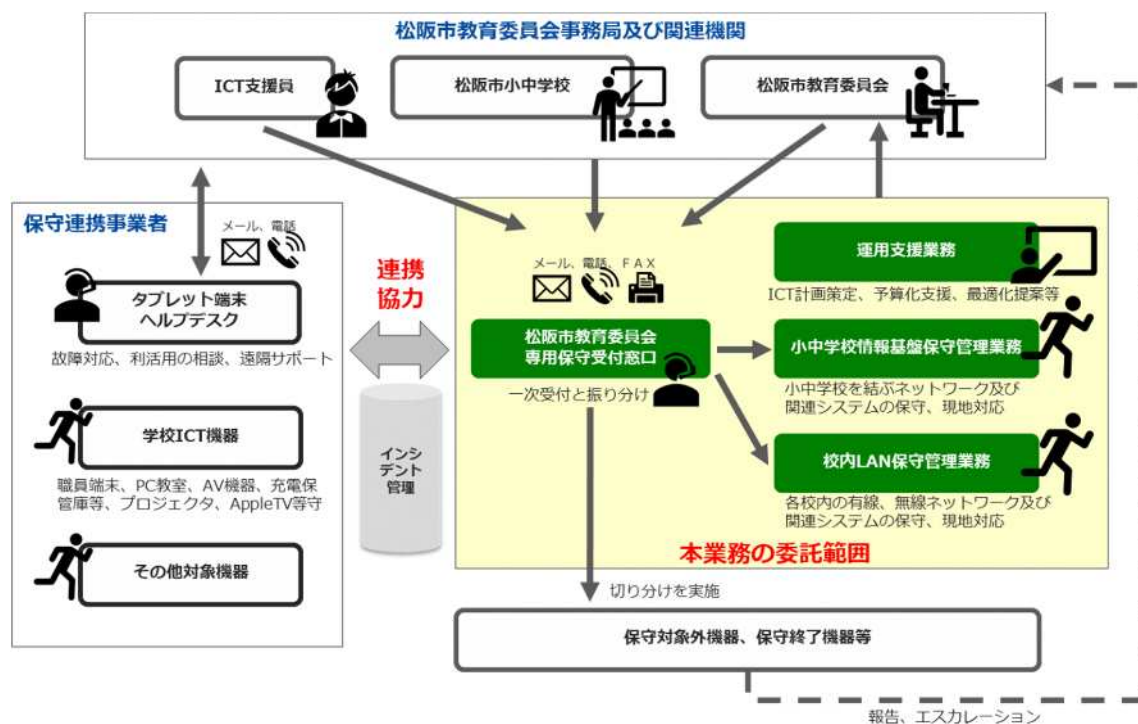 松阪市教育委員会事務局及び関連機関
ICT支援員
松阪市小中学校
松阪市教育委員会
保守連携事業者
メール、電話
タブレット端末
ヘルプデスク
故障対応、利活用の相談、遠隔サポート
学校ICT機器
職員端末、PC教室、AV機器、充電保
管庫等、プロジェクタ、AppleTV等守
その他対象機器
連携
協力
インシ
デント
管理
メール、電話、ＦＡＸ
松阪市教育委員会
専用保守受付窓口
一次受付と振り分け
運用支援業務
ICT計画策定、予算化支援、最適化提案等
小中学校情報基盤保守管理業務
小中学校を結ぶネットワーク及び
関連システムの保守、現地対応
校内LAN保守管理業務
各校内の有線、無線ネットワーク及び
関連システムの保守、現地対応
本業務の委託範囲
切り分けを実施
保守対象外機器、保守終了機器等
報告、エスカレーション